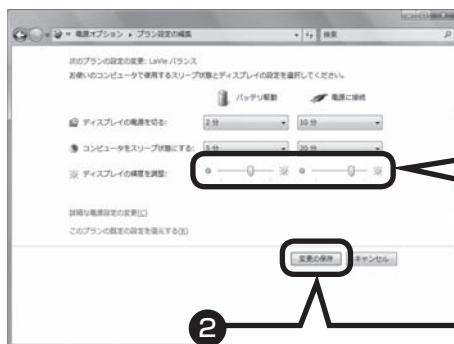 電源オプション ▸ プラン設定の編集 検索
次のプランの設定の変更: LaVie バランス
お使いのコンピュータで使用するスリープ状態とディスプレイの設定を選択してください。
バッテリ駆動 電源に接続
ディスプレイの電源を切る: 2 分 10 分
コンピュータをスリープ状態にする: 5 分 20 分
ディスプレイの輝度を調整:
詳細な電源設定の変更(C)
このプランの既定の設定を復元する(R)
変更の保存 キャンセル
2